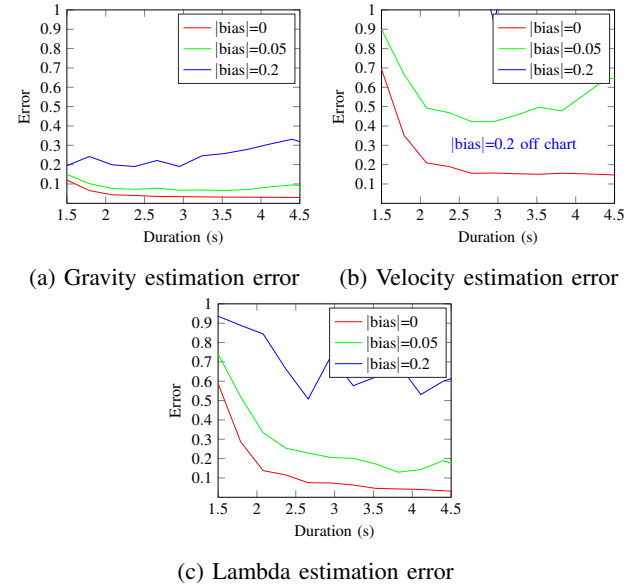 1
0.9
0.8
0.7
0.6
0.5
0.4
0.3
0.2
0.1
Error
|bias|=0
|bias|=0.05
|bias|=0.2
1.5 2 2.5 3 3.5 4 4.5
Duration (s)
(a) Gravity estimation error
1
0.9
0.8
0.7
0.6
0.5
0.4
0.3
0.2
0.1
Error
|bias|=0
|bias|=0.05
|bias|=0.2
|bias|=0.2 off chart
1.5 2 2.5 3 3.5 4 4.5
Duration (s)
(b) Velocity estimation error
1
0.9
0.8
0.7
0.6
0.5
0.4
0.3
0.2
0.1
Error
|bias|=0
|bias|=0.05
|bias|=0.2
1.5 2 2.5 3 3.5 4 4.5
Duration (s)
(c) Lambda estimation error